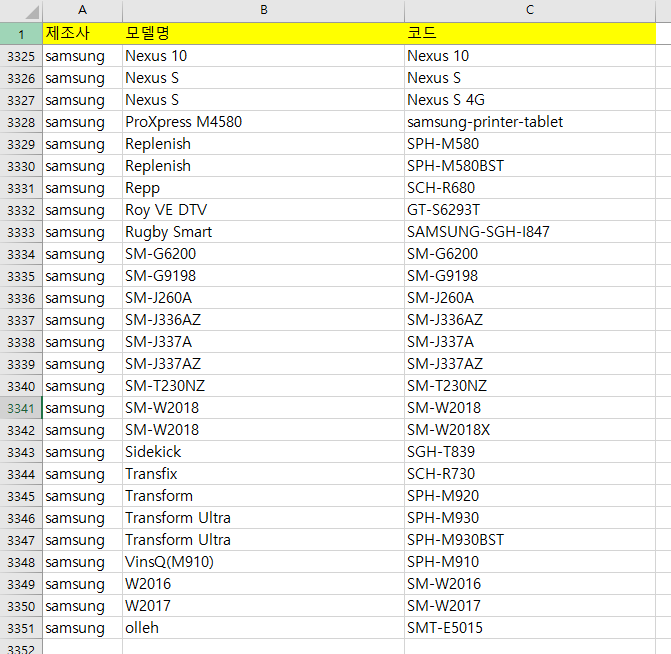 A B C
1 제조사 모델명 코드
3325 samsung Nexus 10 Nexus 10
3326 samsung Nexus S Nexus S
3327 samsung Nexus S Nexus S 4G
3328 samsung ProXpress M4580 samsung-printer-tablet
3329 samsung Replenish SPH-M580
3330 samsung Replenish SPH-M580BST
3331 samsung Repp SCH-R680
3332 samsung Roy VE DTV GT-S6293T
3333 samsung Rugby Smart SAMSUNG-SGH-I847
3334 samsung SM-G6200 SM-G6200
3335 samsung SM-G9198 SM-G9198
3336 samsung SM-J260A SM-J260A
3337 samsung SM-J336AZ SM-J336AZ
3338 samsung SM-J337A SM-J337A
3339 samsung SM-J337AZ SM-J337AZ
3340 samsung SM-T230NZ SM-T230NZ
3341 samsung SM-W2018 SM-W2018
3342 samsung SM-W2018 SM-W2018X
3343 samsung Sidekick SGH-T839
3344 samsung Transfix SCH-R730
3345 samsung Transform SPH-M920
3346 samsung Transform Ultra SPH-M930
3347 samsung Transform Ultra SPH-M930BST
3348 samsung VinsQ(M910) SPH-M910
3349 samsung W2016 SM-W2016
3350 samsung W2017 SM-W2017
3351 samsung olleh SMT-E5015
3352